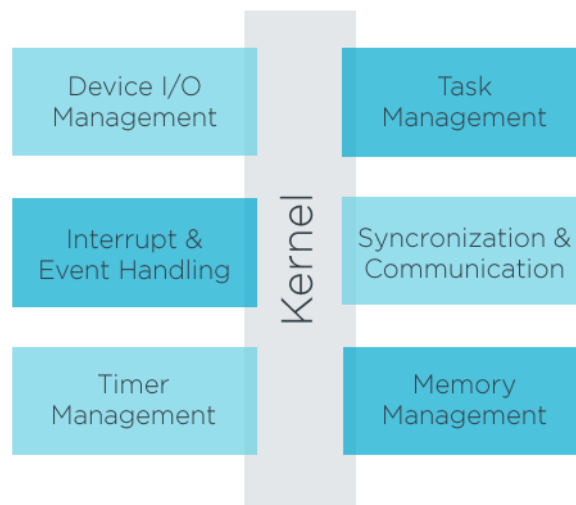 Device I/O
Management
Task
Management
Interrupt &
Event Handling
Kernel
Syncronization &
Communication
Timer
Management
Memory
Management